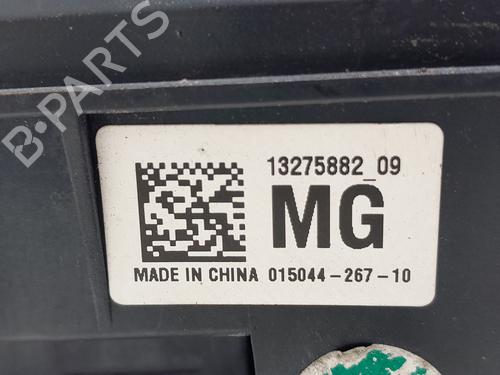 B-PARTS
13275882_09
MG
MADE IN CHINA 015044-267-10